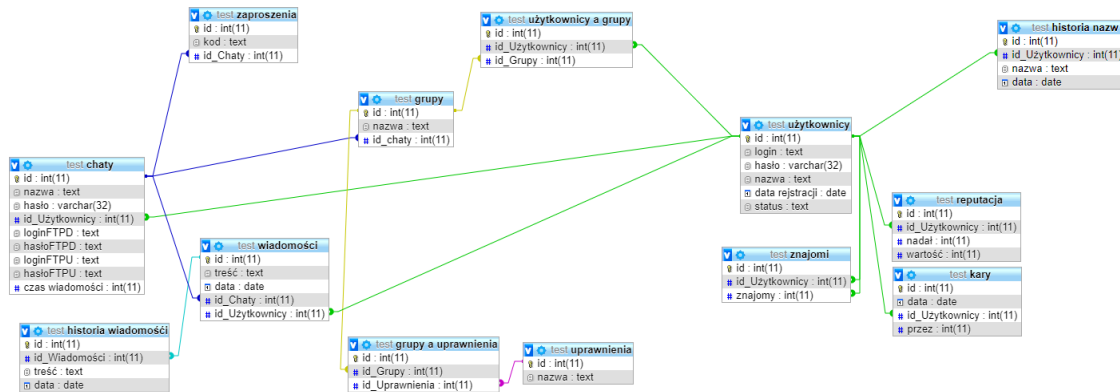 test zaproszenia
id : int(11)
kod : text
# id_Chaty : int(11)
test użytkownicy a grupy
id : int(11)
# id_Użytkownicy : int(11)
# id_Grupy : int(11)
test historia nazw
id : int(11)
# id_Użytkownicy : int(11)
nazwa : text
data : date
test grupy
id : int(11)
nazwa : text
# id_chaty : int(11)
test użytkownicy
id : int(11)
login : text
hasło : varchar(32)
nazwa : text
data rejstracji : date
status : text
test chaty
id : int(11)
nazwa : text
hasło : varchar(32)
# id_Użytkownicy : int(11)
loginFTPD : text
hasłoFTPD : text
loginFTPU : text
hasłoFTPU : text
# czas wiadomości : int(11)
test reputacja
id : int(11)
# id_Użytkownicy : int(11)
# nadał : int(11)
# wartość : int(11)
test wiadomości
id : int(11)
treść : text
data : date
# id_Chaty : int(11)
# id_Użytkownicy : int(11)
test znajomi
id : int(11)
# id_Użytkownicy : int(11)
# znajomy : int(11)
test kary
id : int(11)
data : date
# id_Użytkownicy : int(11)
# przez : int(11)
test historia wiadomośći
id : int(11)
# id_Wiadomości : int(11)
treść : text
data : date
test grupy a uprawnienia
id : int(11)
# id_Grupy : int(11)
# id_Uprawnienia : int(11)
test uprawnienia
id : int(11)
nazwa : text